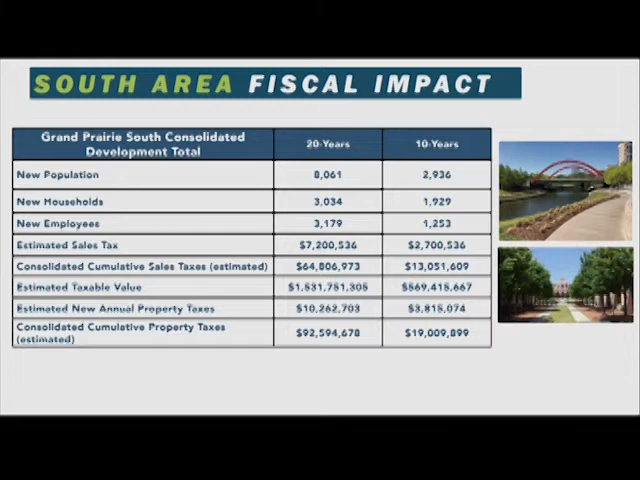 SOUTH AREA FISCAL IMPACT
Grand Prairie South Consolidated
Development Total
20-Years
10-Years
New Population 8,061 2,936
New Households 3,034 1,929
New Employees 3,179 1,253
Estimated Sales Tax $7,200,536 $2,700,536
Consolidated Cumulative Sales Taxes (estimated) $64,806,973 $13,051,609
Estimated Taxable Value $1,531,751,305 $569,415,667
Estimated New Annual Property Taxes $10,262,703 $3,815,074
Consolidated Cumulative Property Taxes
(estimated)
$92,594,678 $19,009,899